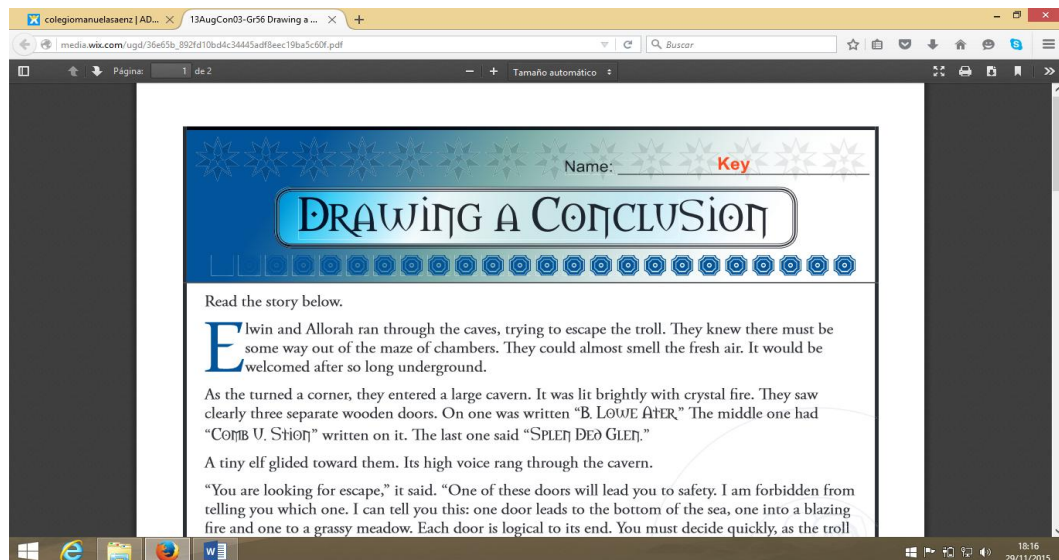 colegiomanuelasaenz | AD...
13AugCon03-Gr56 Drawing a ...
media.wix.com/ugd/36e65b_892fd10bd4c34445adf8eec19ba5c60f.pdf
Buscar
Página: 1 de 2
Tamaño automático
Name: Key
DRAWING A CONCLUSION
Read the story below.
Elwin and Allorah ran through the caves, trying to escape the troll. They knew there must be
some way out of the maze of chambers. They could almost smell the fresh air. It would be
welcomed after so long underground.
As the turned a corner, they entered a large cavern. It was lit brightly with crystal fire. They saw
clearly three separate wooden doors. On one was written “B. LOWE ATER.” The middle one had
“COMB U. STION” written on it. The last one said “SPLEN DED GLEN.”
A tiny elf glided toward them. Its high voice rang through the cavern.
“You are looking for escape,” it said. “One of these doors will lead you to safety. I am forbidden from
telling you which one. I can tell you this: one door leads to the bottom of the sea, one into a blazing
fire and one to a grassy meadow. Each door is logical to its end. You must decide quickly, as the troll
18:16
29/11/2015